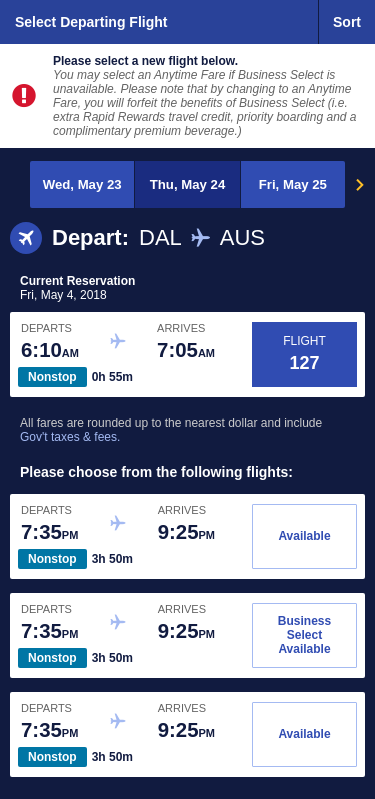 Select Departing Flight
Sort
Please select a new flight below.
You may select an Anytime Fare if Business Select is
unavailable. Please note that by changing to an Anytime
Fare, you will forfeit the benefits of Business Select (i.e.
extra Rapid Rewards travel credit, priority boarding and a
complimentary premium beverage.)
Wed, May 23
Thu, May 24
Fri, May 25
Depart: DAL AUS
Current Reservation
Fri, May 4, 2018
DEPARTS ARRIVES
6:10AM 7:05AM
Nonstop 0h 55m
FLIGHT
127
All fares are rounded up to the nearest dollar and include
Gov't taxes & fees.
Please choose from the following flights:
DEPARTS ARRIVES
7:35PM 9:25PM
Nonstop 3h 50m
Available
DEPARTS ARRIVES
7:35PM 9:25PM
Nonstop 3h 50m
Business
Select
Available
DEPARTS ARRIVES
7:35PM 9:25PM
Nonstop 3h 50m
Available